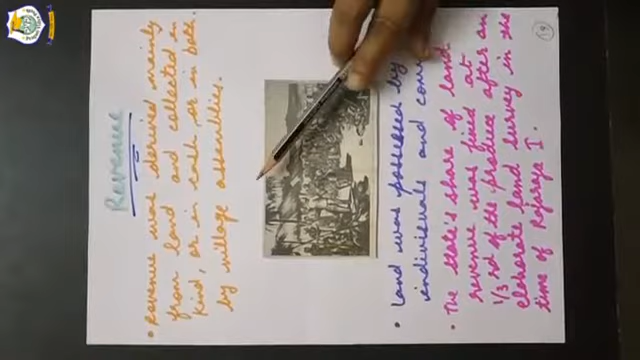 Revenue
• Revenue was derived mainly
from land and collected in
kind, or in cash, or in both
by village assemblies.
• Land was possessed by
individuals and
• The state's share of land
revenue was fixed at
1/3 rd of the produce after an
elaborate land survey in the
time of Rajaraja I.